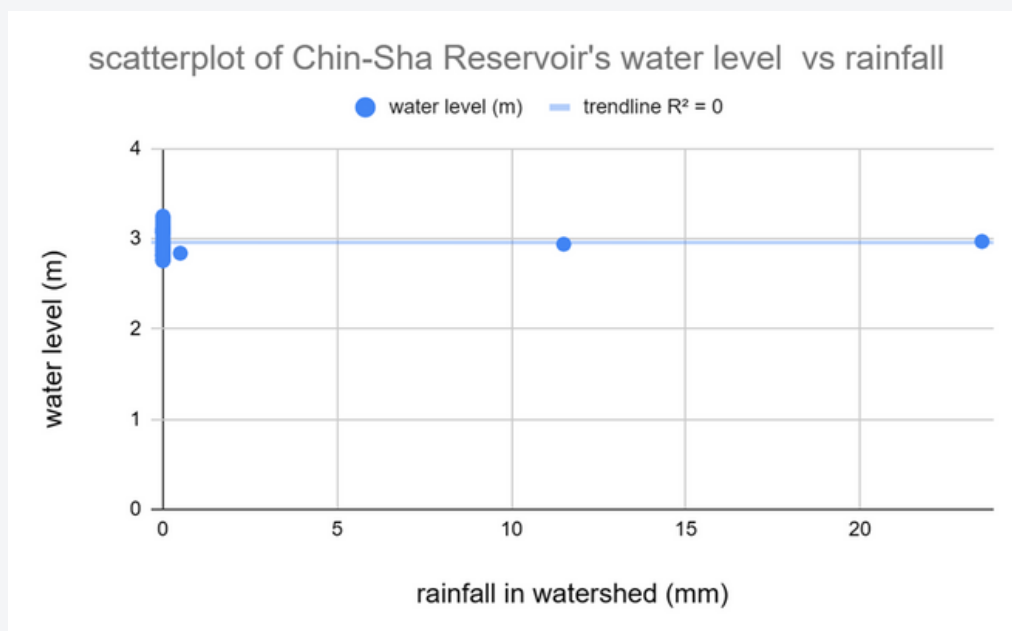 scatterplot of Chin-Sha Reservoir's water level  vs rainfall
water level (m) trendline R² = 0
4
3
2
1
0
water level (m)
0 5 10 15 20
rainfall in watershed (mm)